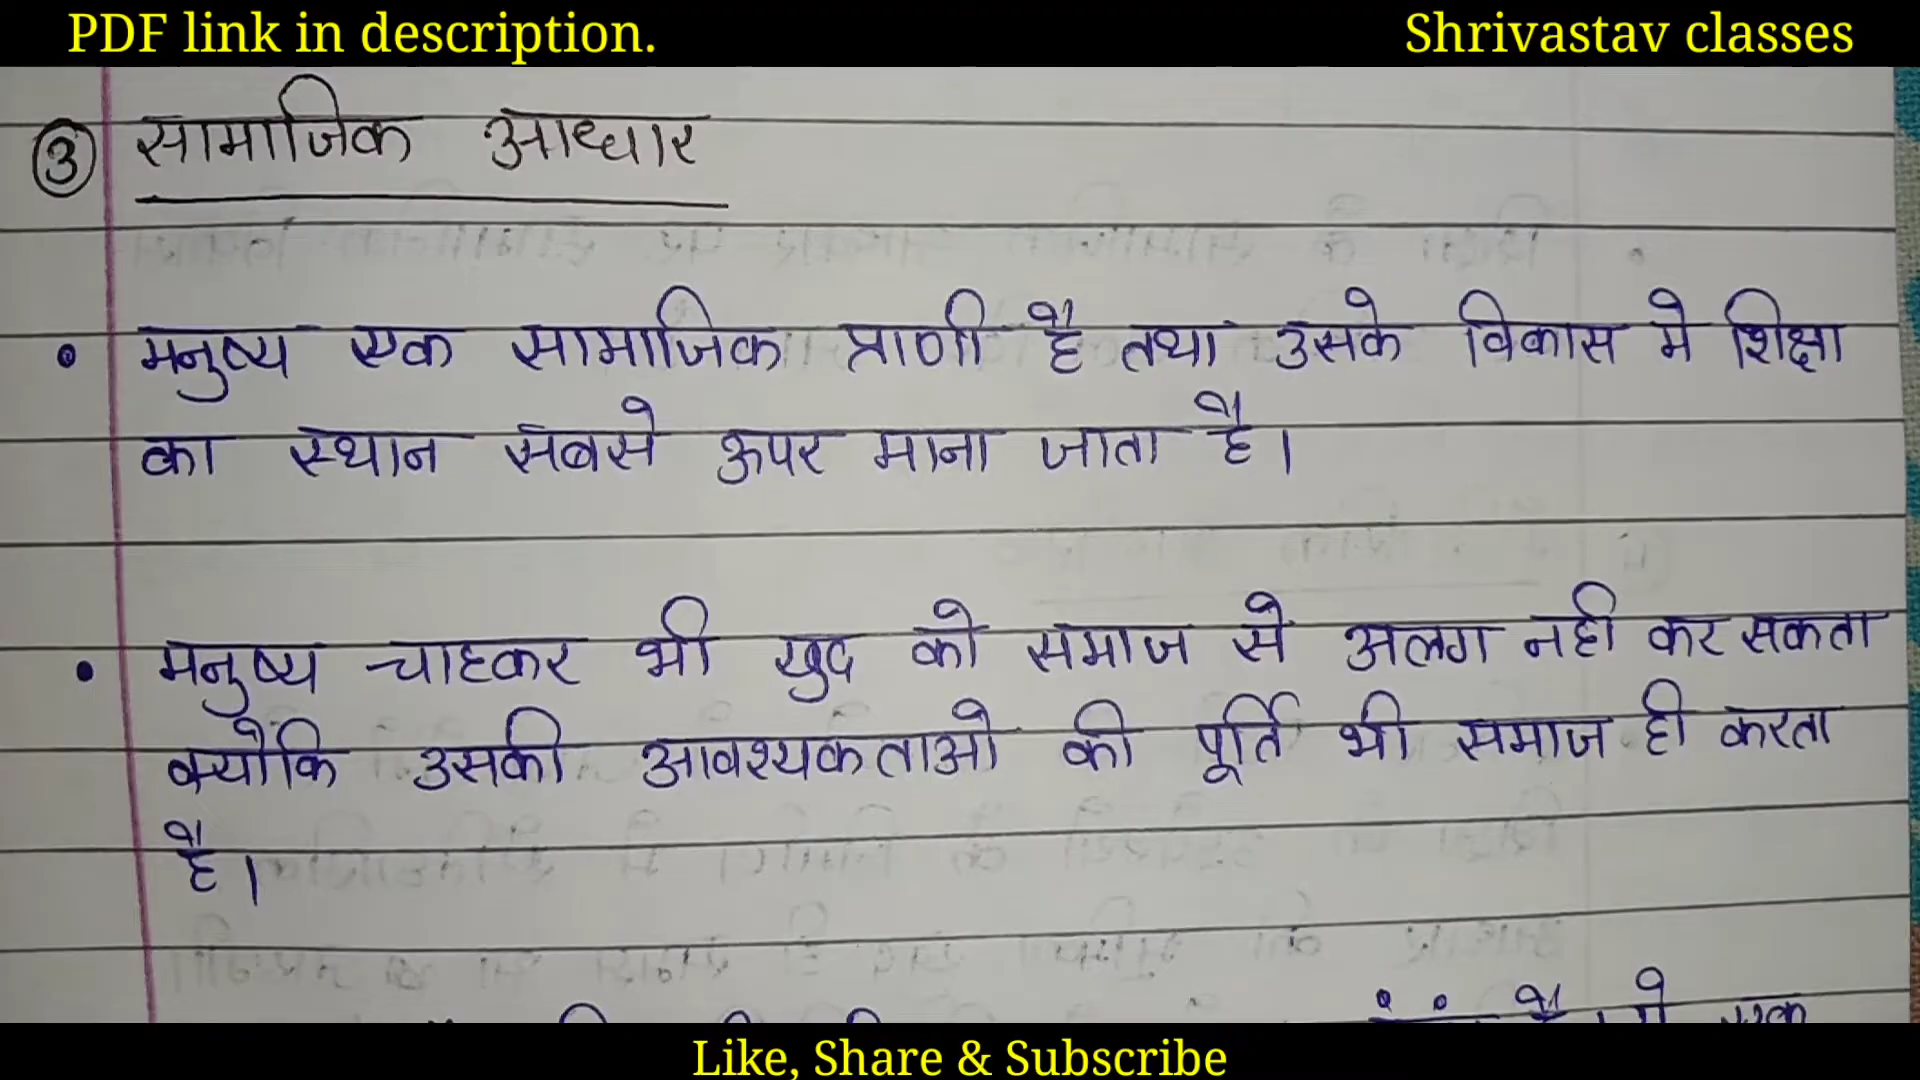 PDF link in description.
Shrivastav classes
③ सामाजिक आधार
• मनुष्य एक सामाजिक प्राणी है तथा उसके विकास मे शिक्षा
का स्थान सबसे ऊपर माना जाता है।
• मनुष्य चाहकर भी खुद को समाज से अलग नही कर सकता
क्योकि उसकी आवश्यकताओ की पूर्ति भी समाज ही करता
है।
Like, Share & Subscribe